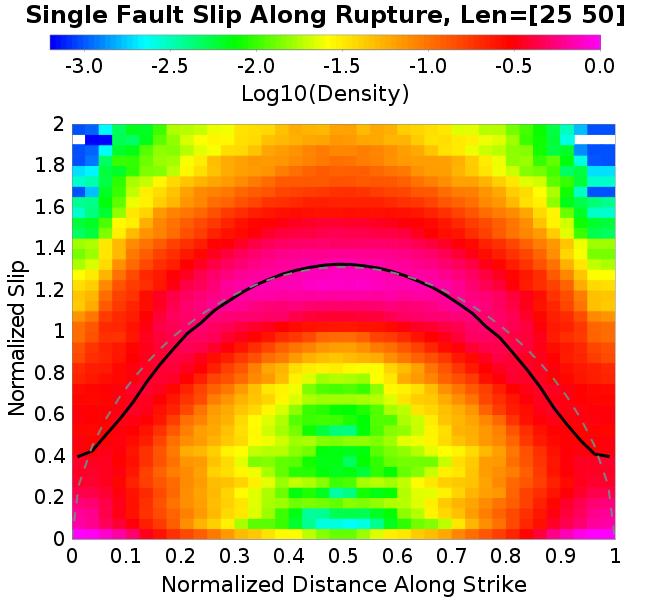 Single Fault Slip Along Rupture, Len=[25 50]
-3.0 -2.5 -2.0 -1.5 -1.0 -0.5 0.0
Log10(Density)
2
1.8
1.6
1.4
1.2
1
0.8
0.6
0.4
0.2
0
Normalized Slip
0 0.1 0.2 0.3 0.4 0.5 0.6 0.7 0.8 0.9 1
Normalized Distance Along Strike